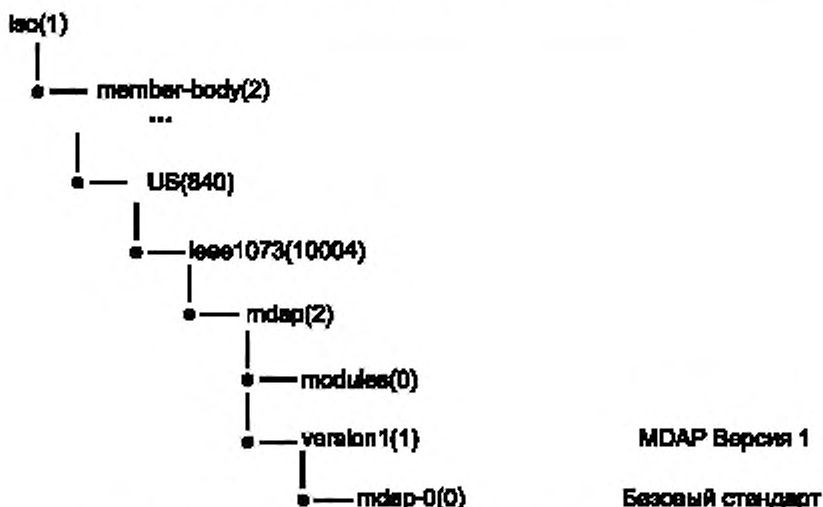 iso(1)
member-body(2)
...
US(840)
ieee1073(10004)
mdap(2)
modules(0)
version1(1) MDAP Версия 1
mdap-0(0) Базовый стандарт